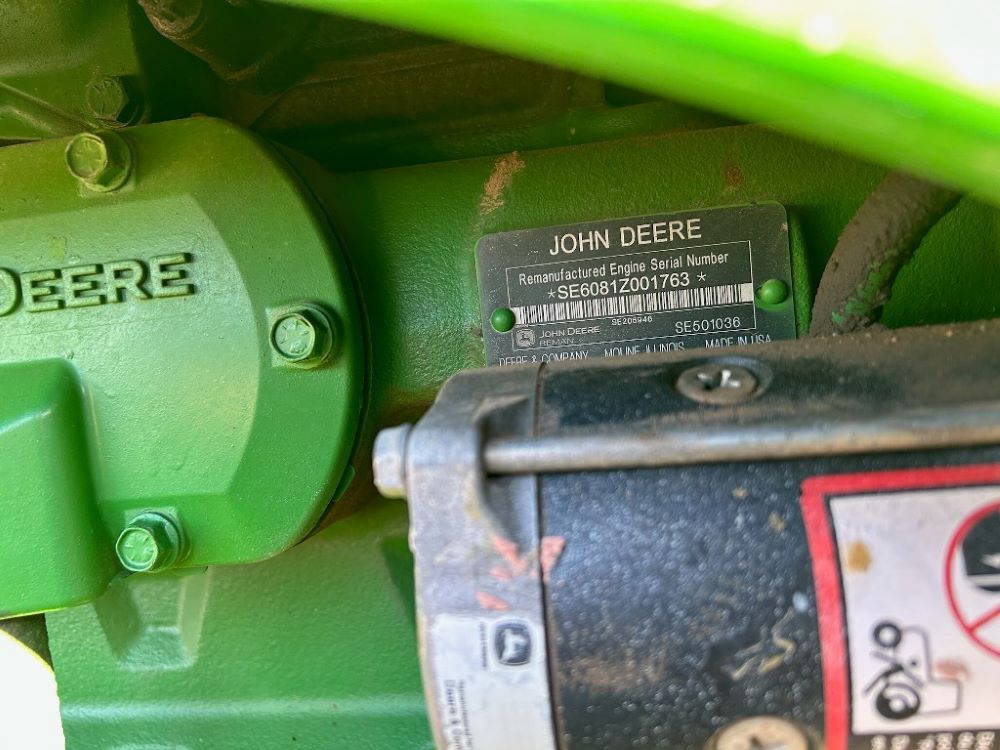 DEERE
JOHN DEERE
Remanufactured Engine Serial Number
*SE6081Z001763 *
JOHN DEERE
REMAN
SE206946
SE501036
DEERE & COMPANY MOLINE, ILLINOIS MADE IN USA